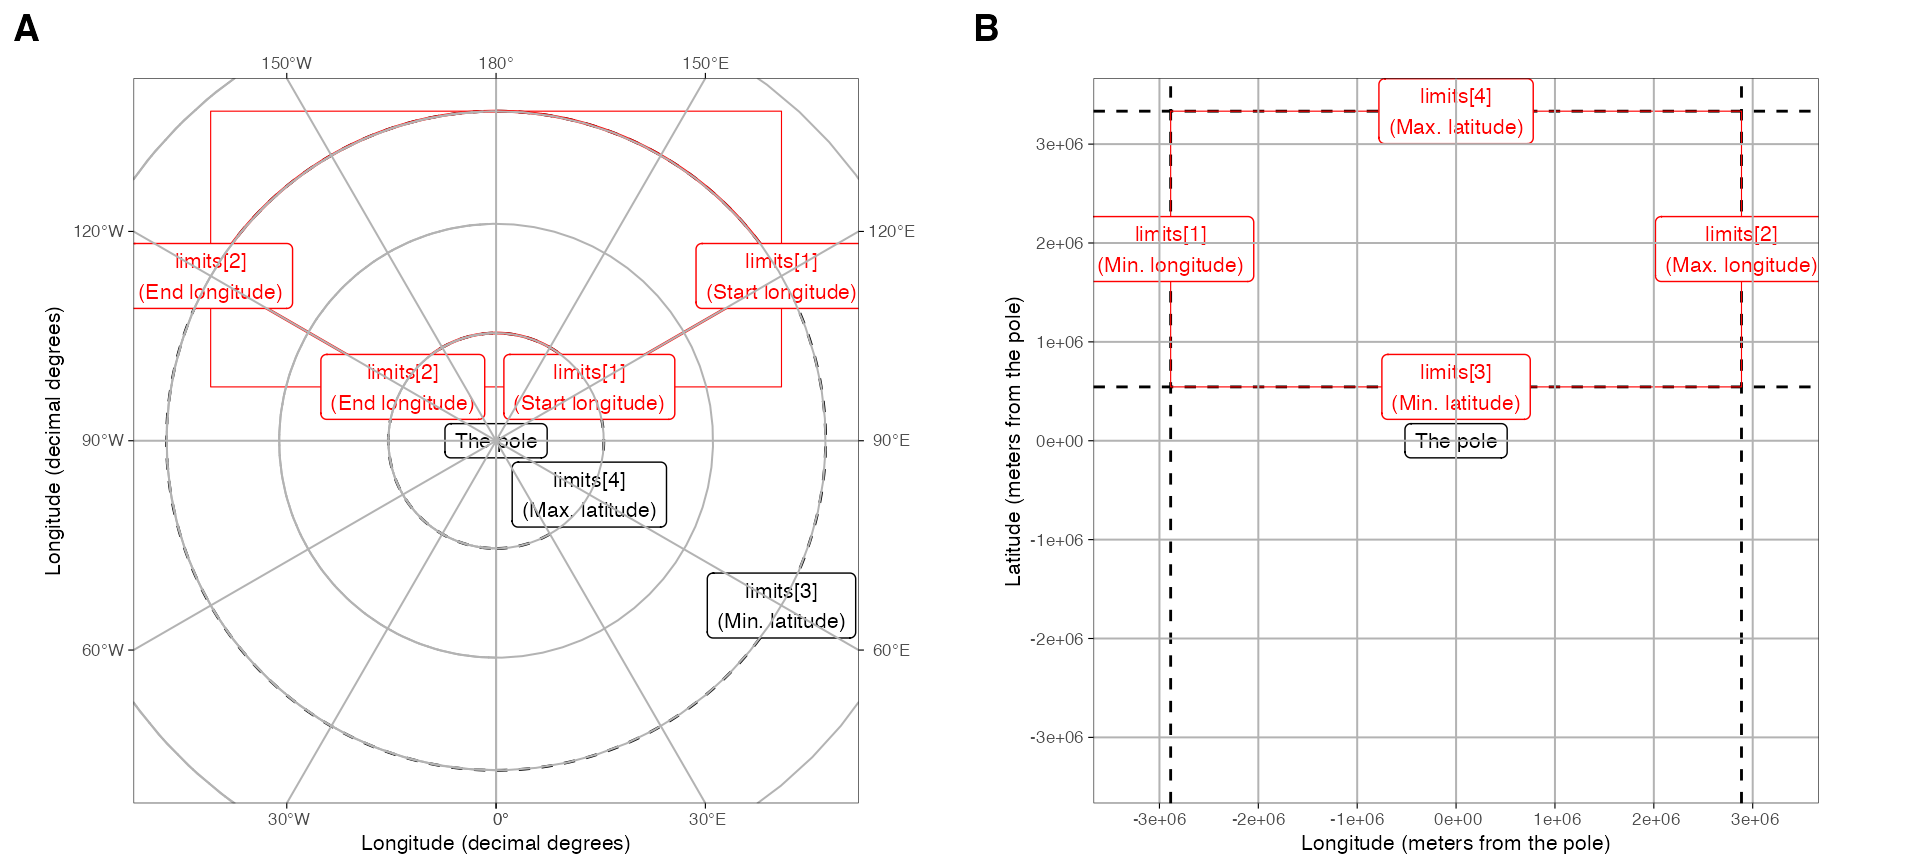 A
150°W 180° 150°E
120°W
120°E
limits[2]
(End longitude)
limits[1]
(Start longitude)
limits[2]
(End longitude)
limits[1]
(Start longitude)
90°W
The pole
90°E
limits[4]
(Max. latitude)
limits[3]
(Min. latitude)
60°W
60°E
30°W 0° 30°E
Longitude (decimal degrees)
Longitude (decimal degrees)
B
limits[4]
(Max. latitude)
3e+06
limits[1]
(Min. longitude)
limits[2]
(Max. longitude)
2e+06
1e+06
limits[3]
(Min. latitude)
0e+00
The pole
-1e+06
-2e+06
-3e+06
-3e+06 -2e+06 -1e+06 0e+00 1e+06 2e+06 3e+06
Longitude (meters from the pole)
Latitude (meters from the pole)